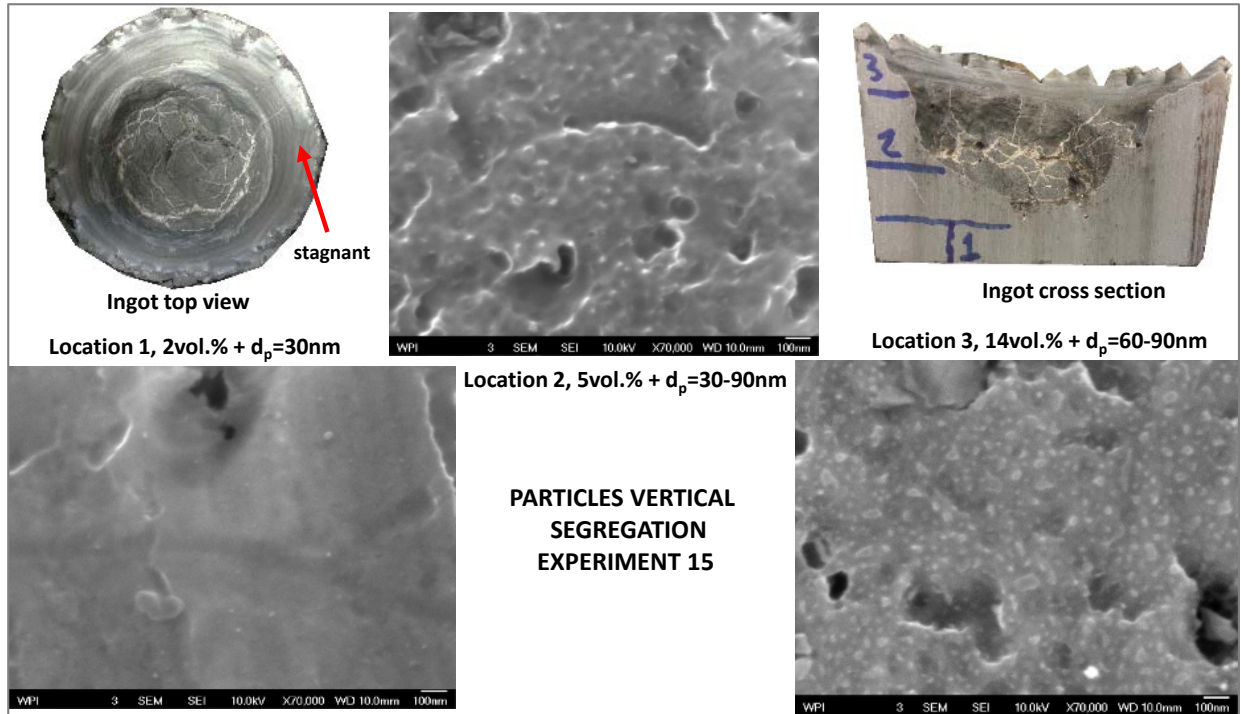 stagnant
Ingot top view
Location 1, 2vol.% + dp=30nm
WPI 3 SEM SEI 10.0kV X70,000 WD 10.0mm 100nm
3
2
1
Ingot cross section
Location 3, 14vol.% + dp=60-90nm
Location 2, 5vol.% + dp=30-90nm
PARTICLES VERTICAL
SEGREGATION
EXPERIMENT 15
WPI 3 SEM SEI 10.0kV X70,000 WD 10.0mm 100nm
WPI 3 SEM SEI 10.0kV X70,000 WD 10.0mm 100nm